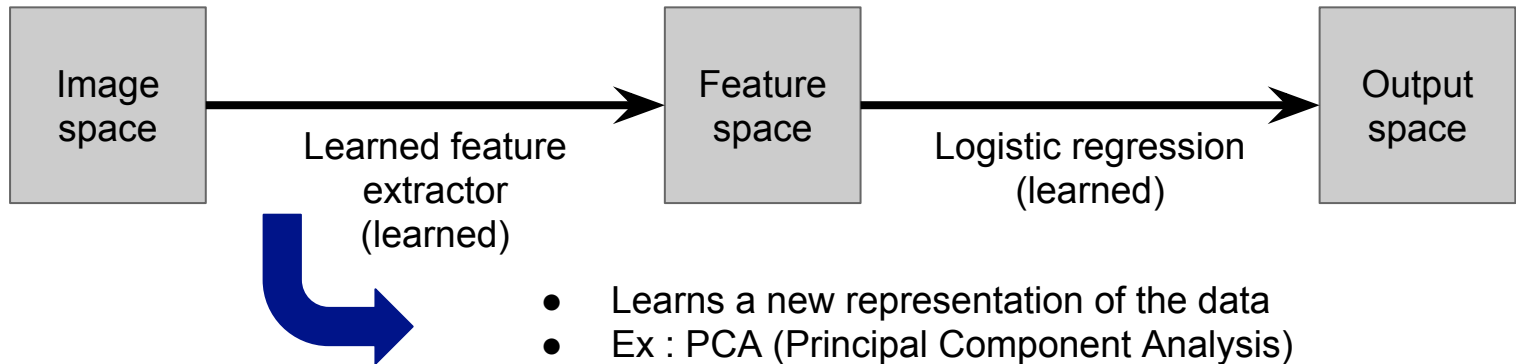 Image
space
Learned feature
extractor
(learned)
Feature
space
Logistic regression
(learned)
Output
space
● Learns a new representation of the data
● Ex : PCA (Principal Component Analysis)